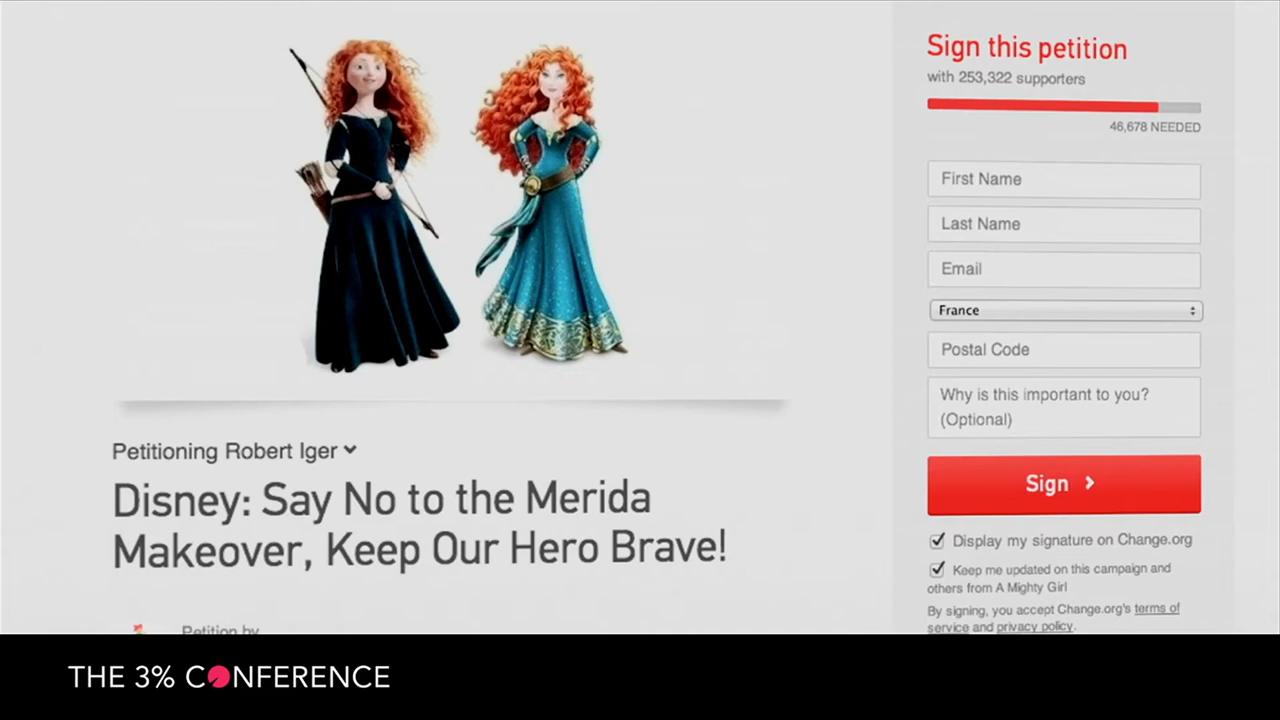 Sign this petition
with 253,322 supporters
46,678 NEEDED
First Name
Last Name
Email
France
Postal Code
Why is this important to you?
(Optional)
Sign
Display my signature on Change.org
Keep me updated on this campaign and
others from A Mighty Girl
By signing, you accept Change.org's terms of
service and privacy policy.
Petitioning Robert Iger
Disney: Say No to the Merida
Makeover, Keep Our Hero Brave!
Petition by
THE 3% CONFERENCE